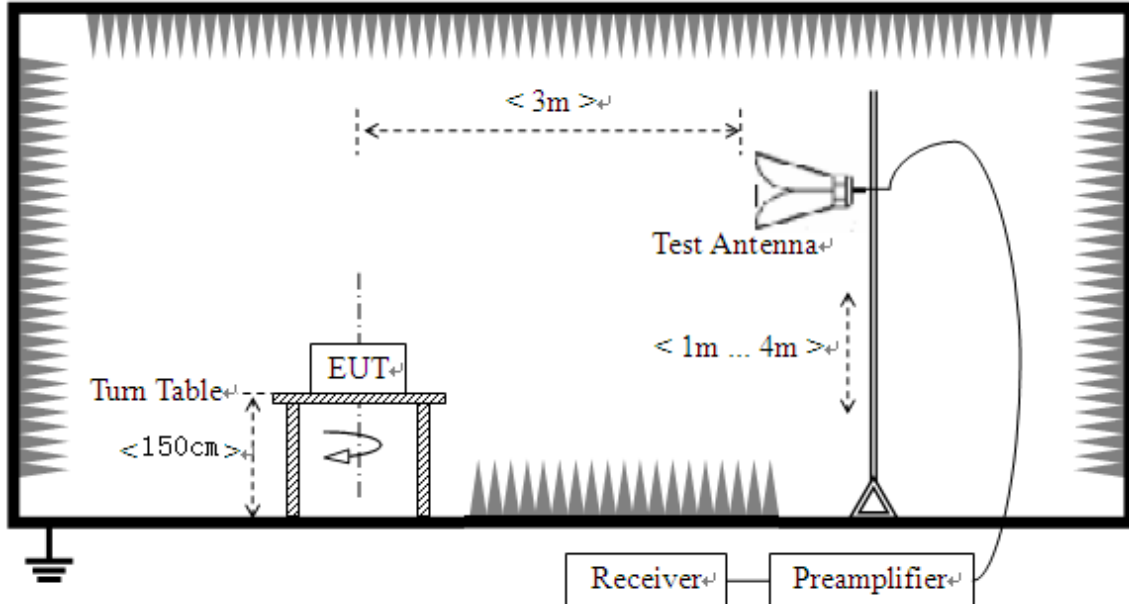 < 3m >↵
Test Antenna↵
< 1m ... 4m >↵
EUT↵
Turn Table↵
<150cm >↵
Receiver↵
Preamplifier↵